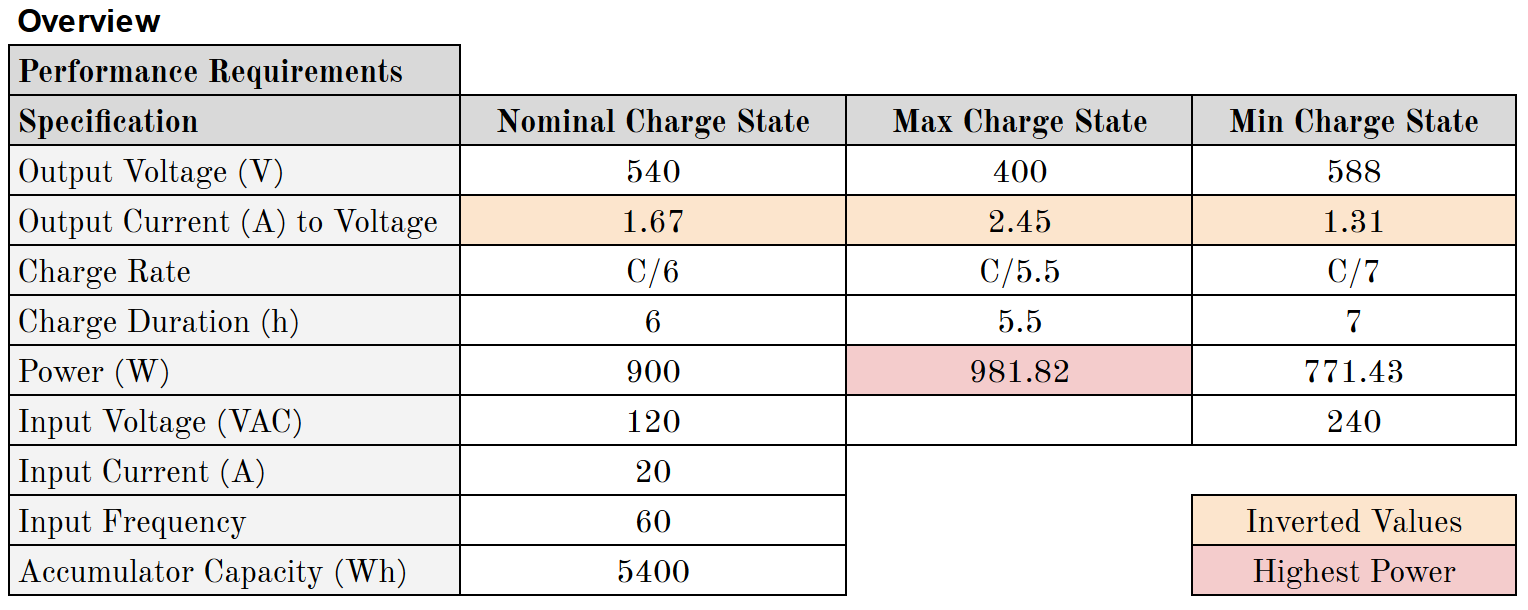 Overview
Performance Requirements
Specification Nominal Charge State Max Charge State Min Charge State
Output Voltage (V) 540 400 588
Output Current (A) to Voltage 1.67 2.45 1.31
Charge Rate C/6 C/5.5 C/7
Charge Duration (h) 6 5.5 7
Power (W) 900 981.82 771.43
Input Voltage (VAC) 120 240
Input Current (A) 20
Input Frequency 60 Inverted Values
Accumulator Capacity (Wh) 5400 Highest Power